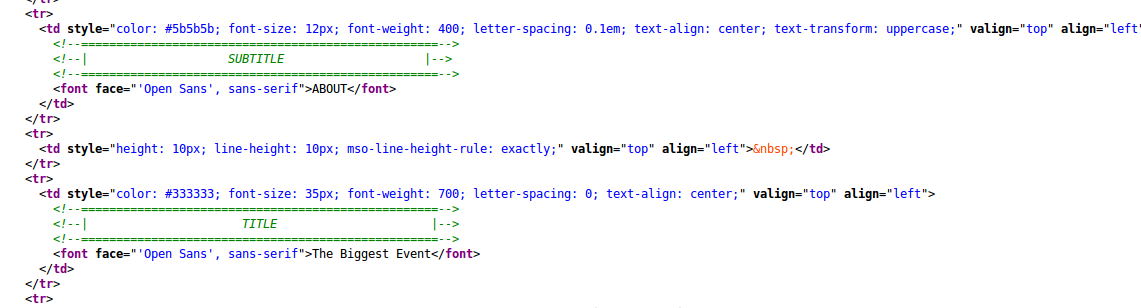 </tr>
<tr>
<td style="color: #5b5b5b; font-size: 12px; font-weight: 400; letter-spacing: 0.1em; text-align: center; text-transform: uppercase;" valign="top" align="left"
<!--===================================================-->
<!--| SUBTITLE |-->
<!--===================================================-->
<font face="'Open Sans', sans-serif">ABOUT</font>
</td>
</tr>
<tr>
<td style="height: 10px; line-height: 10px; mso-line-height-rule: exactly;" valign="top" align="left">&nbsp;</td>
</tr>
<tr>
<td style="color: #333333; font-size: 35px; font-weight: 700; letter-spacing: 0; text-align: center;" valign="top" align="left">
<!--===================================================-->
<!--| TITLE |-->
<!--===================================================-->
<font face="'Open Sans', sans-serif">The Biggest Event</font>
</td>
</tr>
<tr>